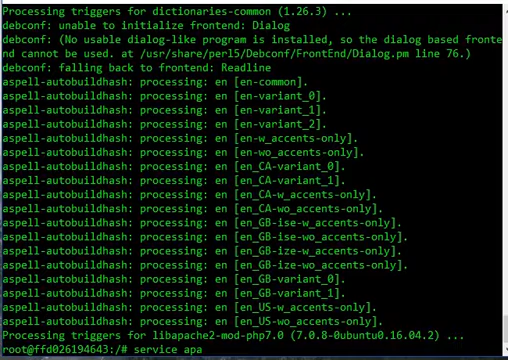 Processing triggers for dictionaries-common (1.26.3) ...
debconf: unable to initialize frontend: Dialog
debconf: (No usable dialog-like program is installed, so the dialog based fronte
nd cannot be used. at /usr/share/perl5/Debconf/FrontEnd/Dialog.pm line 76.)
debconf: falling back to frontend: Readline
aspell-autobuildhash: processing: en [en-common].
aspell-autobuildhash: processing: en [en-variant_0].
aspell-autobuildhash: processing: en [en-variant_1].
aspell-autobuildhash: processing: en [en-variant_2].
aspell-autobuildhash: processing: en [en-w_accents-only].
aspell-autobuildhash: processing: en [en-wo_accents-only].
aspell-autobuildhash: processing: en [en_CA-variant_0].
aspell-autobuildhash: processing: en [en_CA-variant_1].
aspell-autobuildhash: processing: en [en_CA-w_accents-only].
aspell-autobuildhash: processing: en [en_CA-wo_accents-only].
aspell-autobuildhash: processing: en [en_GB-ise-w_accents-only].
aspell-autobuildhash: processing: en [en_GB-ise-wo_accents-only].
aspell-autobuildhash: processing: en [en_GB-ize-w_accents-only].
aspell-autobuildhash: processing: en [en_GB-ize-wo_accents-only].
aspell-autobuildhash: processing: en [en_GB-variant_0].
aspell-autobuildhash: processing: en [en_GB-variant_1].
aspell-autobuildhash: processing: en [en_US-w_accents-only].
aspell-autobuildhash: processing: en [en_US-wo_accents-only].
Processing triggers for libapache2-mod-php7.0 (7.0.8-0ubuntu0.16.04.2) ...
root@ffd026194643:/# service apa